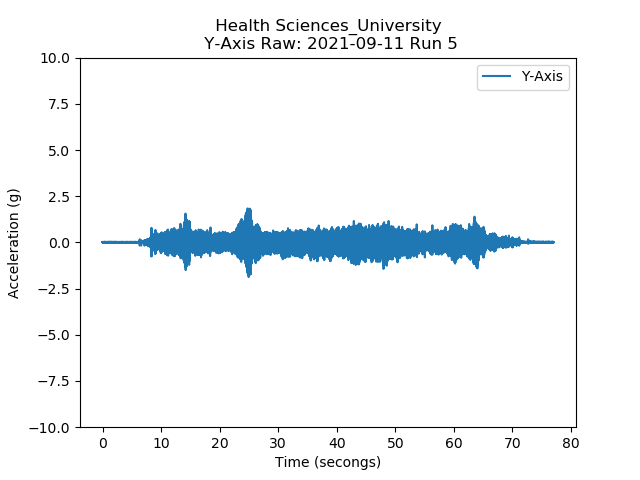 Health Sciences_University
Y-Axis Raw: 2021-09-11 Run 5
10.0
7.5
5.0
2.5
0.0
−2.5
−5.0
−7.5
−10.0
Acceleration (g)
Y-Axis
0 10 20 30 40 50 60 70 80
Time (secongs)